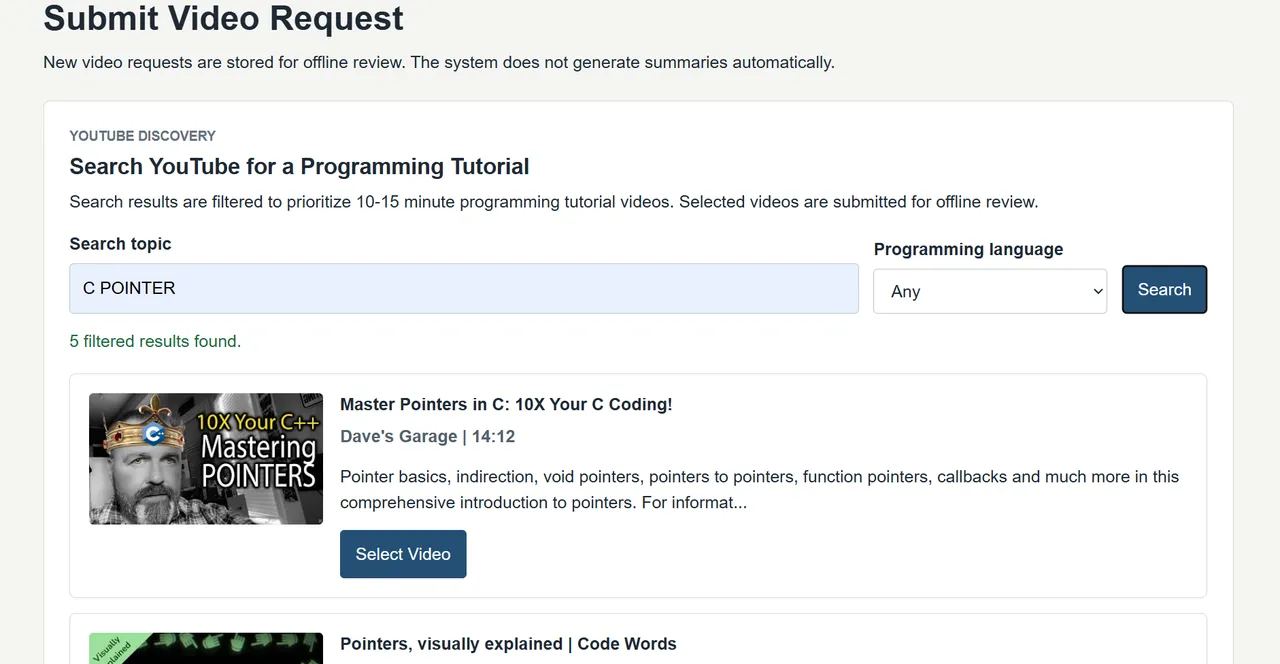 Submit Video Request
New video requests are stored for offline review. The system does not generate summaries automatically.
YOUTUBE DISCOVERY
Search YouTube for a Programming Tutorial
Search results are filtered to prioritize 10-15 minute programming tutorial videos. Selected videos are submitted for offline review.
Search topic
Programming language
C POINTER
Any
Search
5 filtered results found.
10X Your C++
Mastering
POINTERS
C++
Master Pointers in C: 10X Your C Coding!
Dave's Garage | 14:12
Pointer basics, indirection, void pointers, pointers to pointers, function pointers, callbacks and much more in this
comprehensive introduction to pointers. For informat...
Select Video
Visually
Pointers, visually explained | Code Words